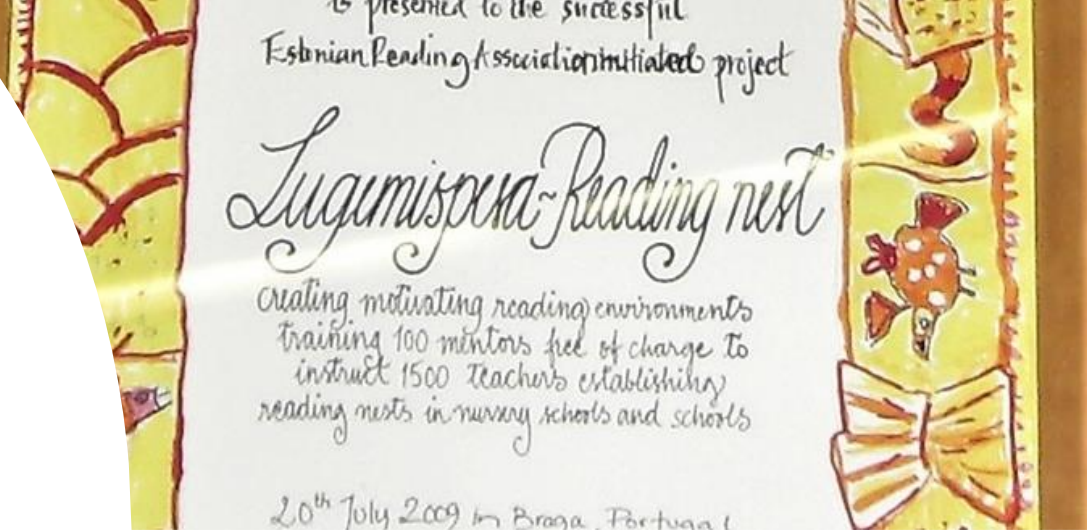 is presented to the successful
Estonian Reading Association initiated project
Lugemispesa-Reading nest
creating motivating reading environments
training 100 mentors free of charge to
instruct 1500 teachers establishing
reading nests in nursery schools and schools
20th July 2009 in Braga, Portugal